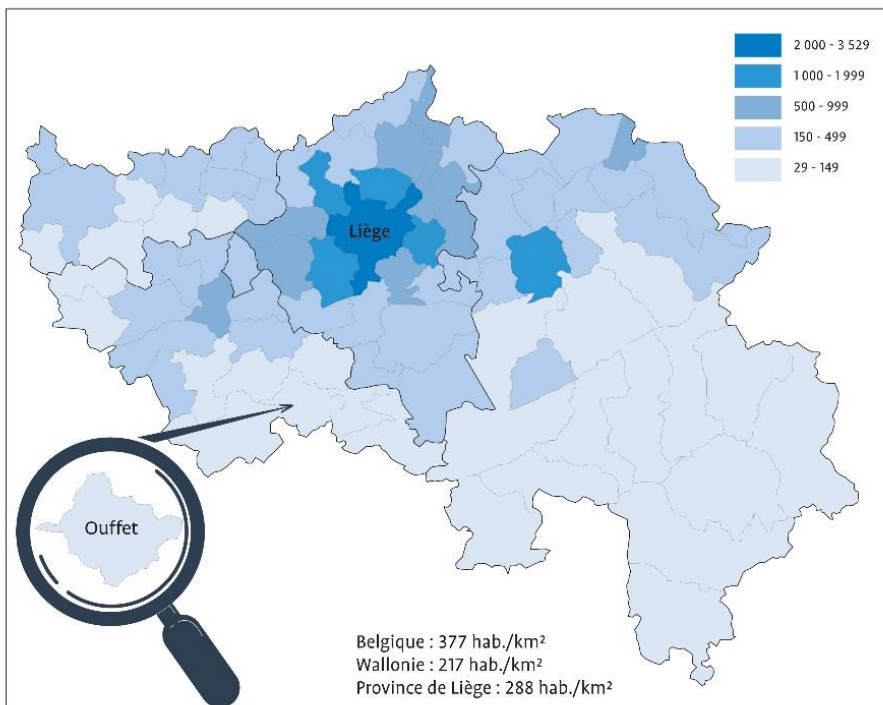 2 000 - 3 529
1 000 - 1 999
500 - 999
150 - 499
29 - 149
Liège
Ouffet
Belgique : 377 hab./km²
Wallonie : 217 hab./km²
Province de Liège : 288 hab./km²